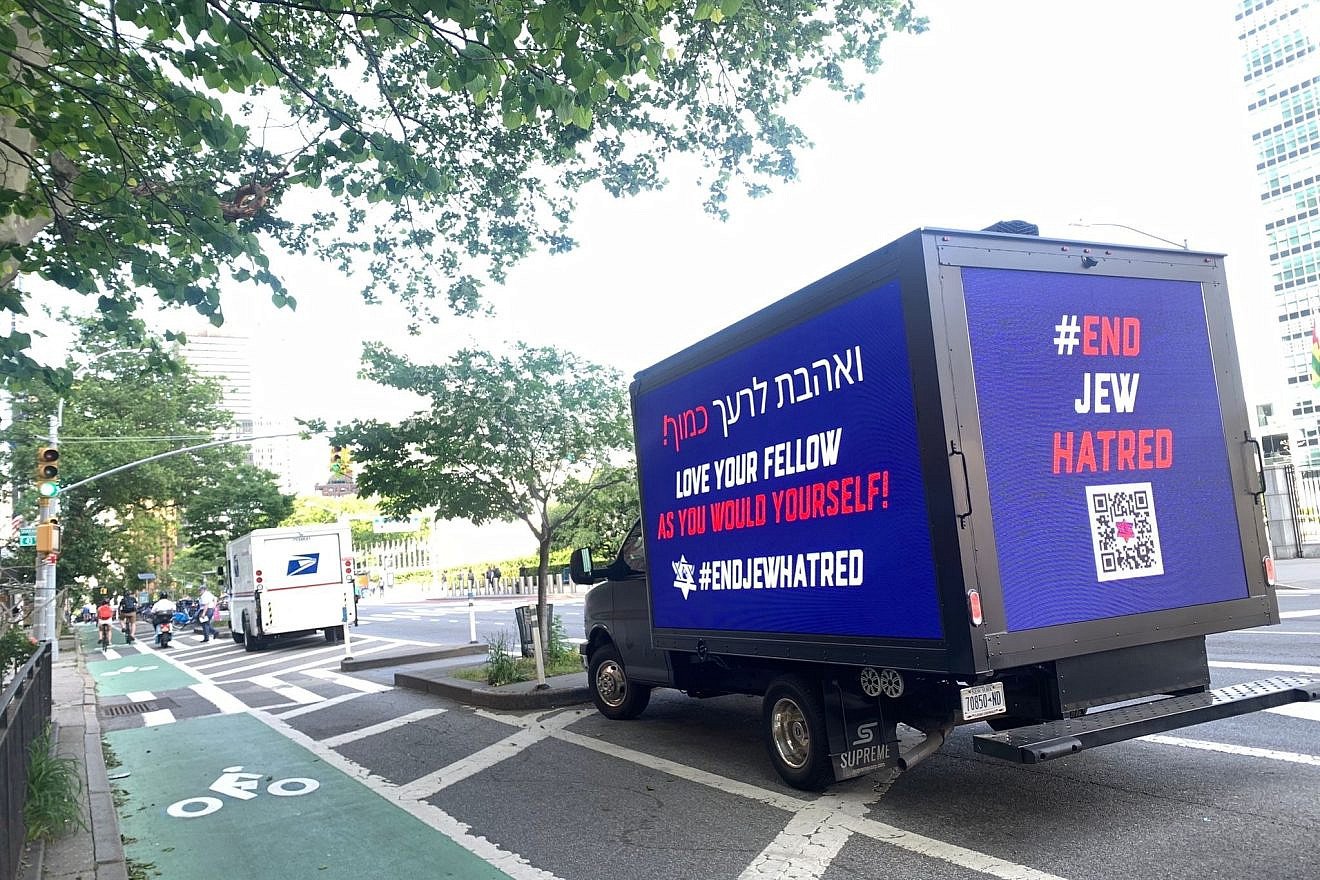 ואהבת לרעך כמוך!
LOVE YOUR FELLOW
AS YOU WOULD YOURSELF!
#ENDJEWHATRED
#END
JEW
HATRED
SUPREME
70850-ND